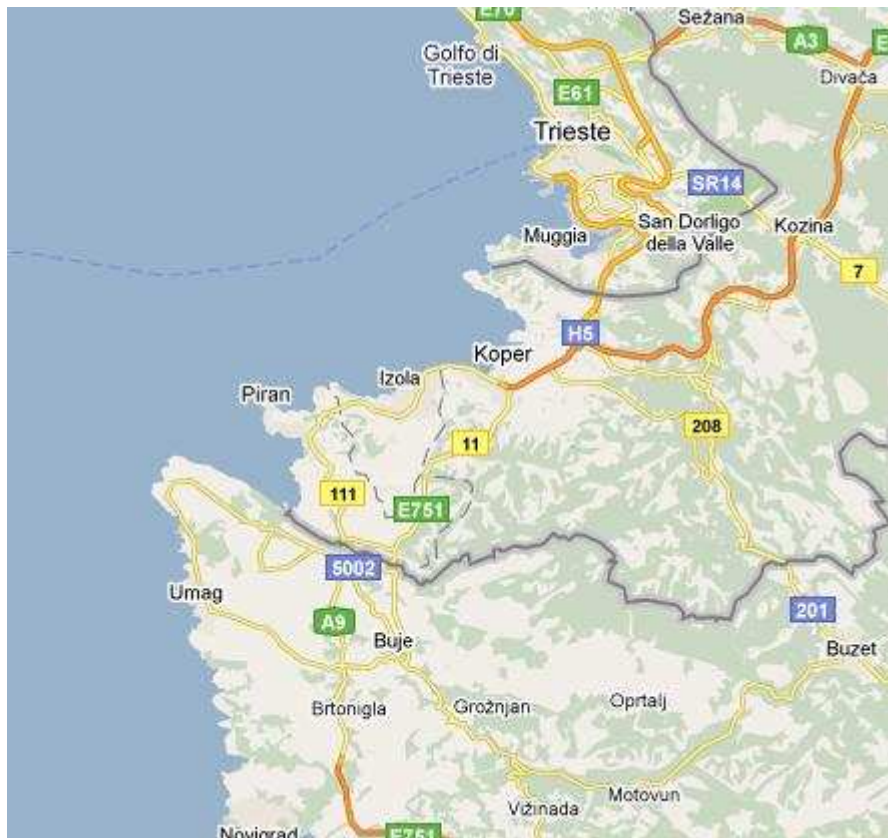 E70
Sežana
A3
E
Golfo di
Trieste
Divača
E61
Trieste
SR14
San Dorligo
della Valle
Muggia
Kozina
7
H5
Koper
Izola
Piran
208
11
111
E751
5002
Umag
A9
201
Buje
Buzet
Brtonigla
Grožnjan
Oprtalj
Motovun
Vižinada
Novigrad
E751